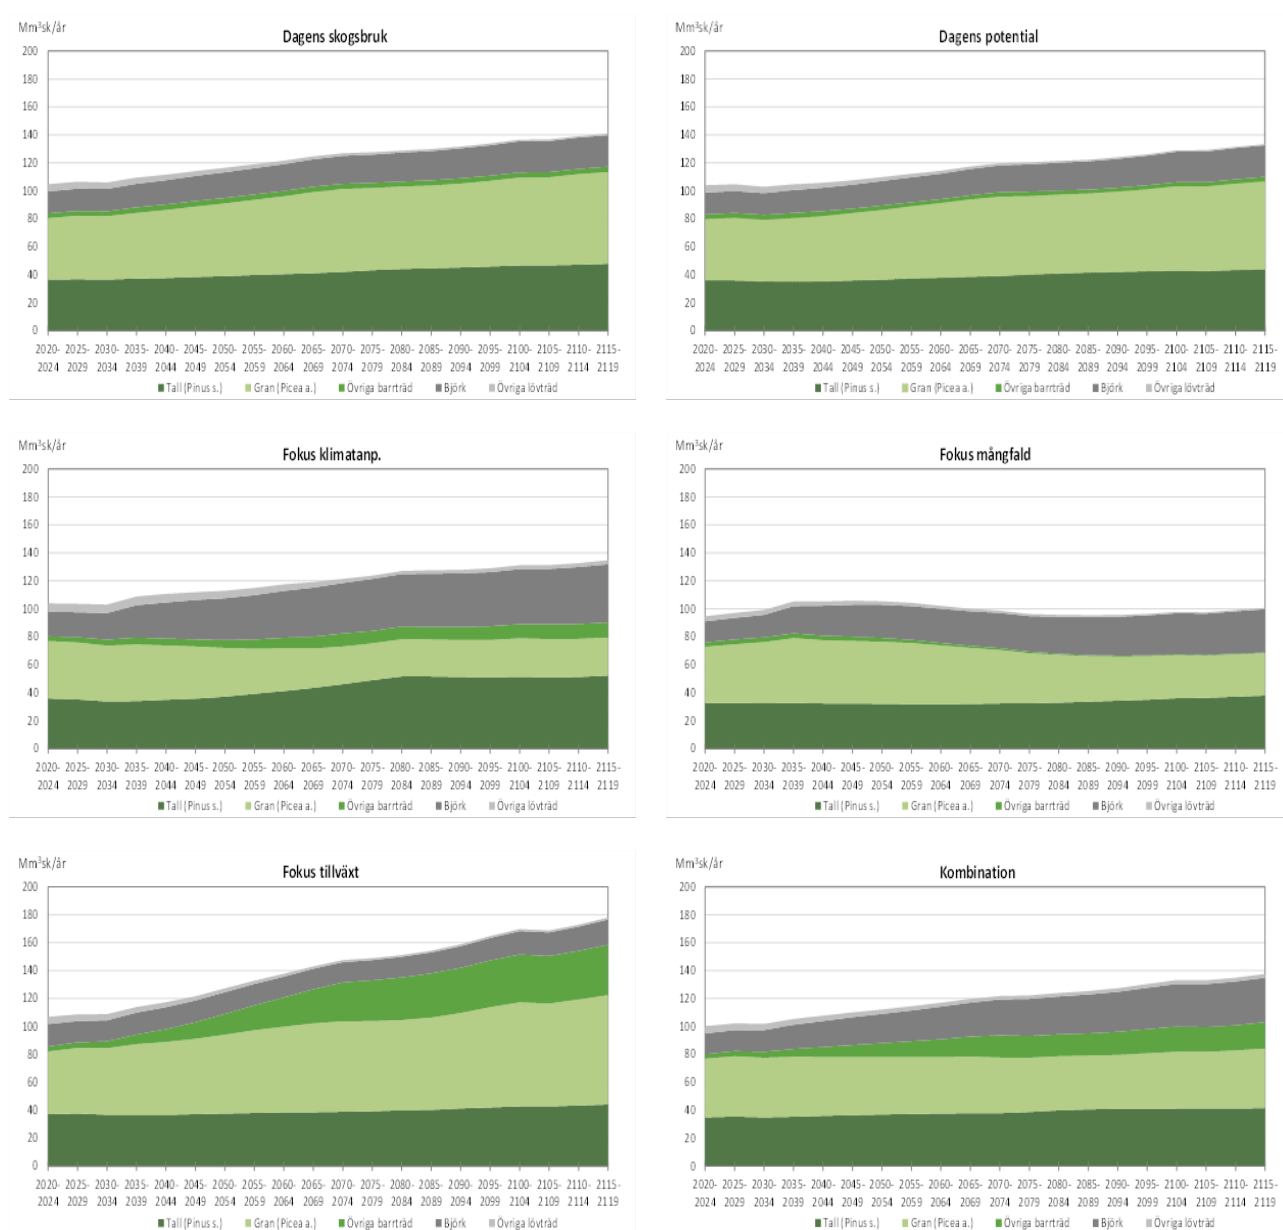 Mm³sk/år
Dagens skogsbruk
200
180
160
140
120
100
80
60
40
20
0
2020- 2025- 2030- 2035- 2040- 2045- 2050- 2055- 2060- 2065- 2070- 2075- 2080- 2085- 2090- 2095- 2100- 2105- 2110- 2115-
2024 2029 2034 2039 2044 2049 2054 2059 2064 2069 2074 2079 2084 2089 2094 2099 2104 2109 2114 2119
Tall (Pinus s.) Gran (Picea a.) Övriga barrträd Björk Övriga lövträd
Mm³sk/år
Dagens potential
200
180
160
140
120
100
80
60
40
20
0
2020- 2025- 2030- 2035- 2040- 2045- 2050- 2055- 2060- 2065- 2070- 2075- 2080- 2085- 2090- 2095- 2100- 2105- 2110- 2115-
2024 2029 2034 2039 2044 2049 2054 2059 2064 2069 2074 2079 2084 2089 2094 2099 2104 2109 2114 2119
Tall (Pinus s.) Gran (Picea a.) Övriga barrträd Björk Övriga lövträd
Mm³sk/år
Fokus klimatanp.
200
180
160
140
120
100
80
60
40
20
0
2020- 2025- 2030- 2035- 2040- 2045- 2050- 2055- 2060- 2065- 2070- 2075- 2080- 2085- 2090- 2095- 2100- 2105- 2110- 2115-
2024 2029 2034 2039 2044 2049 2054 2059 2064 2069 2074 2079 2084 2089 2094 2099 2104 2109 2114 2119
Tall (Pinus s.) Gran (Picea a.) Övriga barrträd Björk Övriga lövträd
Mm³sk/år
Fokus mångfald
200
180
160
140
120
100
80
60
40
20
0
2020- 2025- 2030- 2035- 2040- 2045- 2050- 2055- 2060- 2065- 2070- 2075- 2080- 2085- 2090- 2095- 2100- 2105- 2110- 2115-
2024 2029 2034 2039 2044 2049 2054 2059 2064 2069 2074 2079 2084 2089 2094 2099 2104 2109 2114 2119
Tall (Pinus s.) Gran (Picea a.) Övriga barrträd Björk Övriga lövträd
Mm³sk/år
Fokus tillväxt
200
180
160
140
120
100
80
60
40
20
0
2020- 2025- 2030- 2035- 2040- 2045- 2050- 2055- 2060- 2065- 2070- 2075- 2080- 2085- 2090- 2095- 2100- 2105- 2110- 2115-
2024 2029 2034 2039 2044 2049 2054 2059 2064 2069 2074 2079 2084 2089 2094 2099 2104 2109 2114 2119
Tall (Pinus s.) Gran (Picea a.) Övriga barrträd Björk Övriga lövträd
Mm³sk/år
Kombination
200
180
160
140
120
100
80
60
40
20
0
2020- 2025- 2030- 2035- 2040- 2045- 2050- 2055- 2060- 2065- 2070- 2075- 2080- 2085- 2090- 2095- 2100- 2105- 2110- 2115-
2024 2029 2034 2039 2044 2049 2054 2059 2064 2069 2074 2079 2084 2089 2094 2099 2104 2109 2114 2119
Tall (Pinus s.) Gran (Picea a.) Övriga barrträd Björk Övriga lövträd